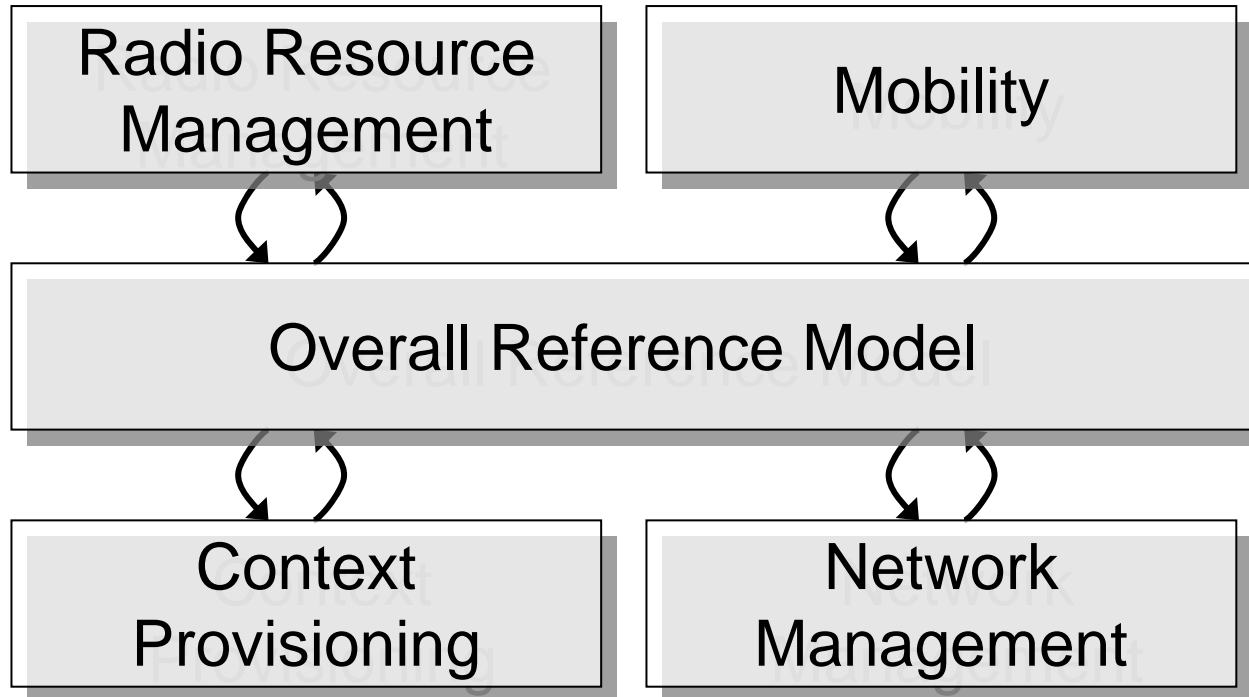 Radio Resource
Management
Mobility
Overall Reference Model
Context
Provisioning
Network
Management